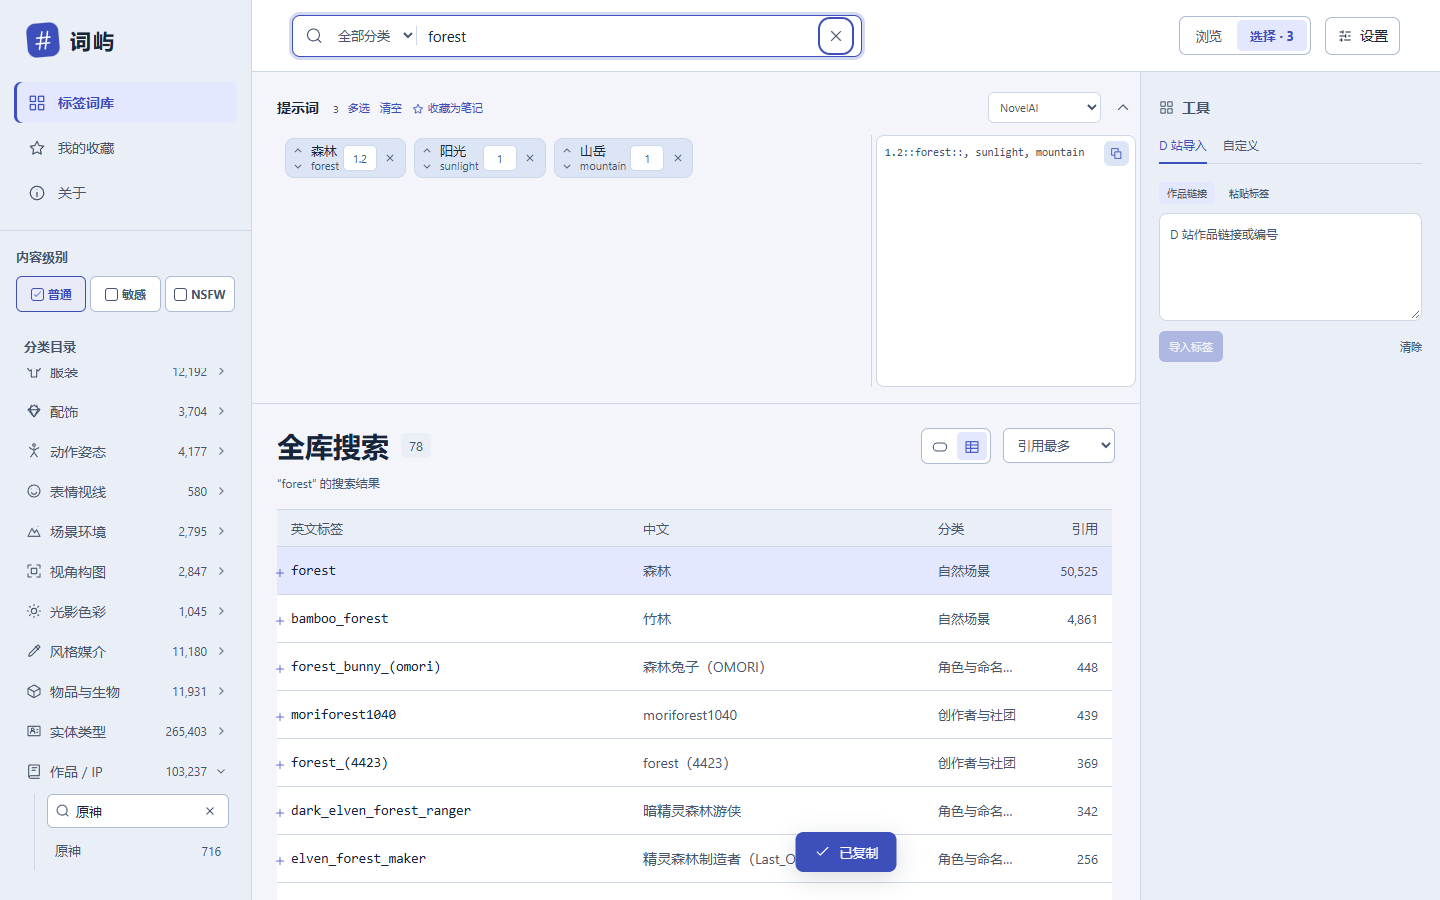 词屿
标签词库
我的收藏
关于
内容级别
普通
敏感
NSFW
分类目录
服装 12,192
配饰 3,704
动作姿态 4,177
表情视线 580
场景环境 2,795
视角构图 2,847
光影色彩 1,045
风格媒介 11,180
物品与生物 11,931
实体类型 265,403
作品 / IP 103,237
原神
原神 716
全部分类 forest
浏览 选择 · 3 设置
提示词 3 多选 清空 收藏为笔记
NovelAI
森林 forest 1.2
阳光 sunlight 1
山岳 mountain 1
1.2::forest::, sunlight, mountain
全库搜索 78
“forest” 的搜索结果
引用最多
英文标签 中文 分类 引用
forest 森林 自然场景 50,525
bamboo_forest 竹林 自然场景 4,861
forest_bunny_(omori) 森林兔子（OMORI） 角色与命名... 448
moriforest1040 moriforest1040 创作者与社团 439
forest_(4423) forest（4423） 创作者与社团 369
dark_elven_forest_ranger 暗精灵森林游侠 角色与命名... 342
elven_forest_maker 精灵森林制造者（Last_O 角色与命名... 256
已复制
工具
D 站导入 自定义
作品链接 粘贴标签
D 站作品链接或编号
导入标签 清除